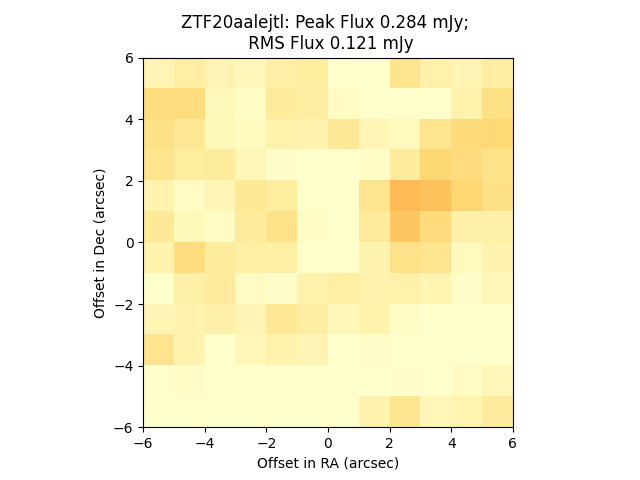 ZTF20aalejtl: Peak Flux 0.284 mJy;
RMS Flux 0.121 mJy
6
4
2
0
−2
−4
−6
Offset in Dec (arcsec)
−6 −4 −2 0 2 4 6
Offset in RA (arcsec)